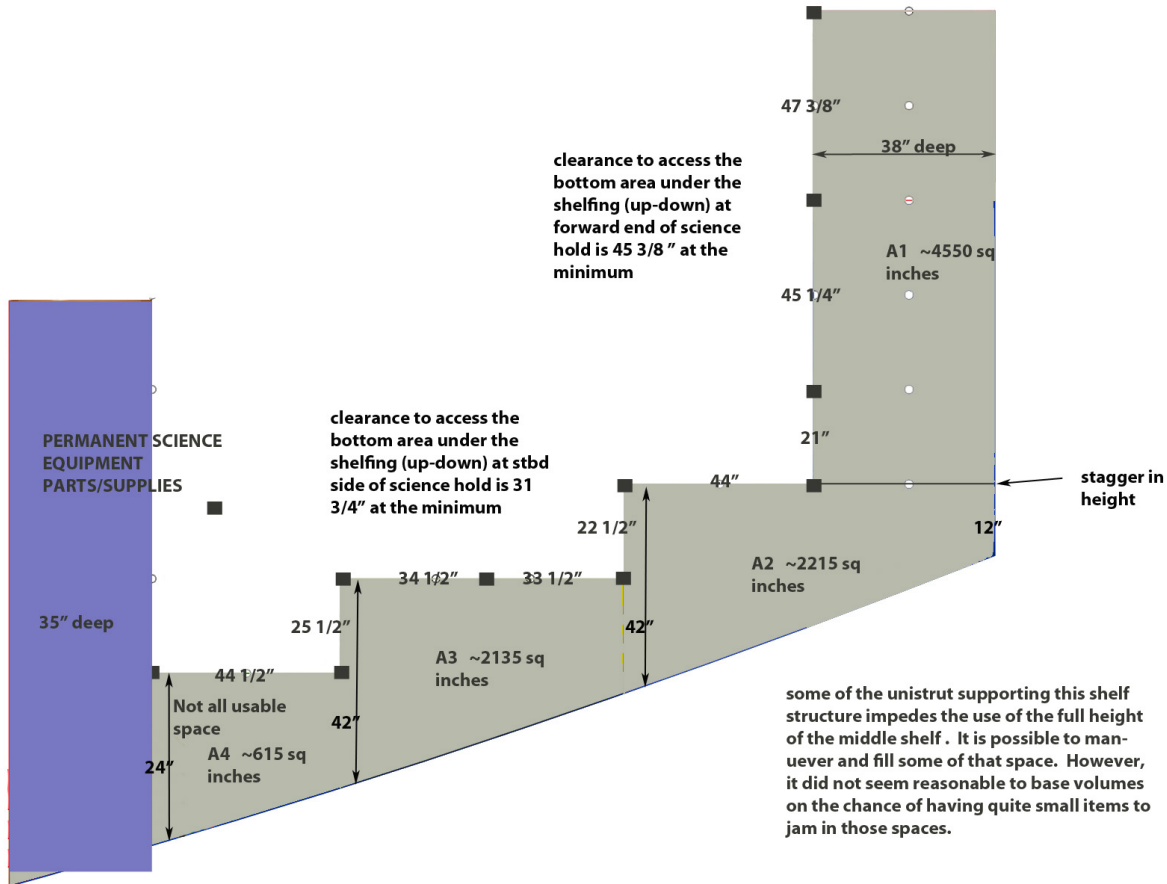 47 3/8”
38” deep
clearance to access the
bottom area under the
shelfing (up-down) at
forward end of science
hold is 45 3/8 ” at the
minimum
A1 ~4550 sq
inches
45 1/4”
21”
clearance to access the
bottom area under the
shelfing (up-down) at stbd
side of science hold is 31
3/4” at the minimum
PERMANENT SCIENCE
EQUIPMENT
PARTS/SUPPLIES
35” deep
44”
stagger in
height
22 1/2”
12”
A2 ~2215 sq
inches
34 1/2”
33 1/2”
25 1/2”
42”
A3 ~2135 sq
inches
44 1/2”
Not all usable
space
42”
24”
A4 ~615 sq
inches
some of the unistrut supporting this shelf
structure impedes the use of the full height
of the middle shelf . It is possible to man-
uever and fill some of that space. However,
it did not seem reasonable to base volumes
on the chance of having quite small items to
jam in those spaces.